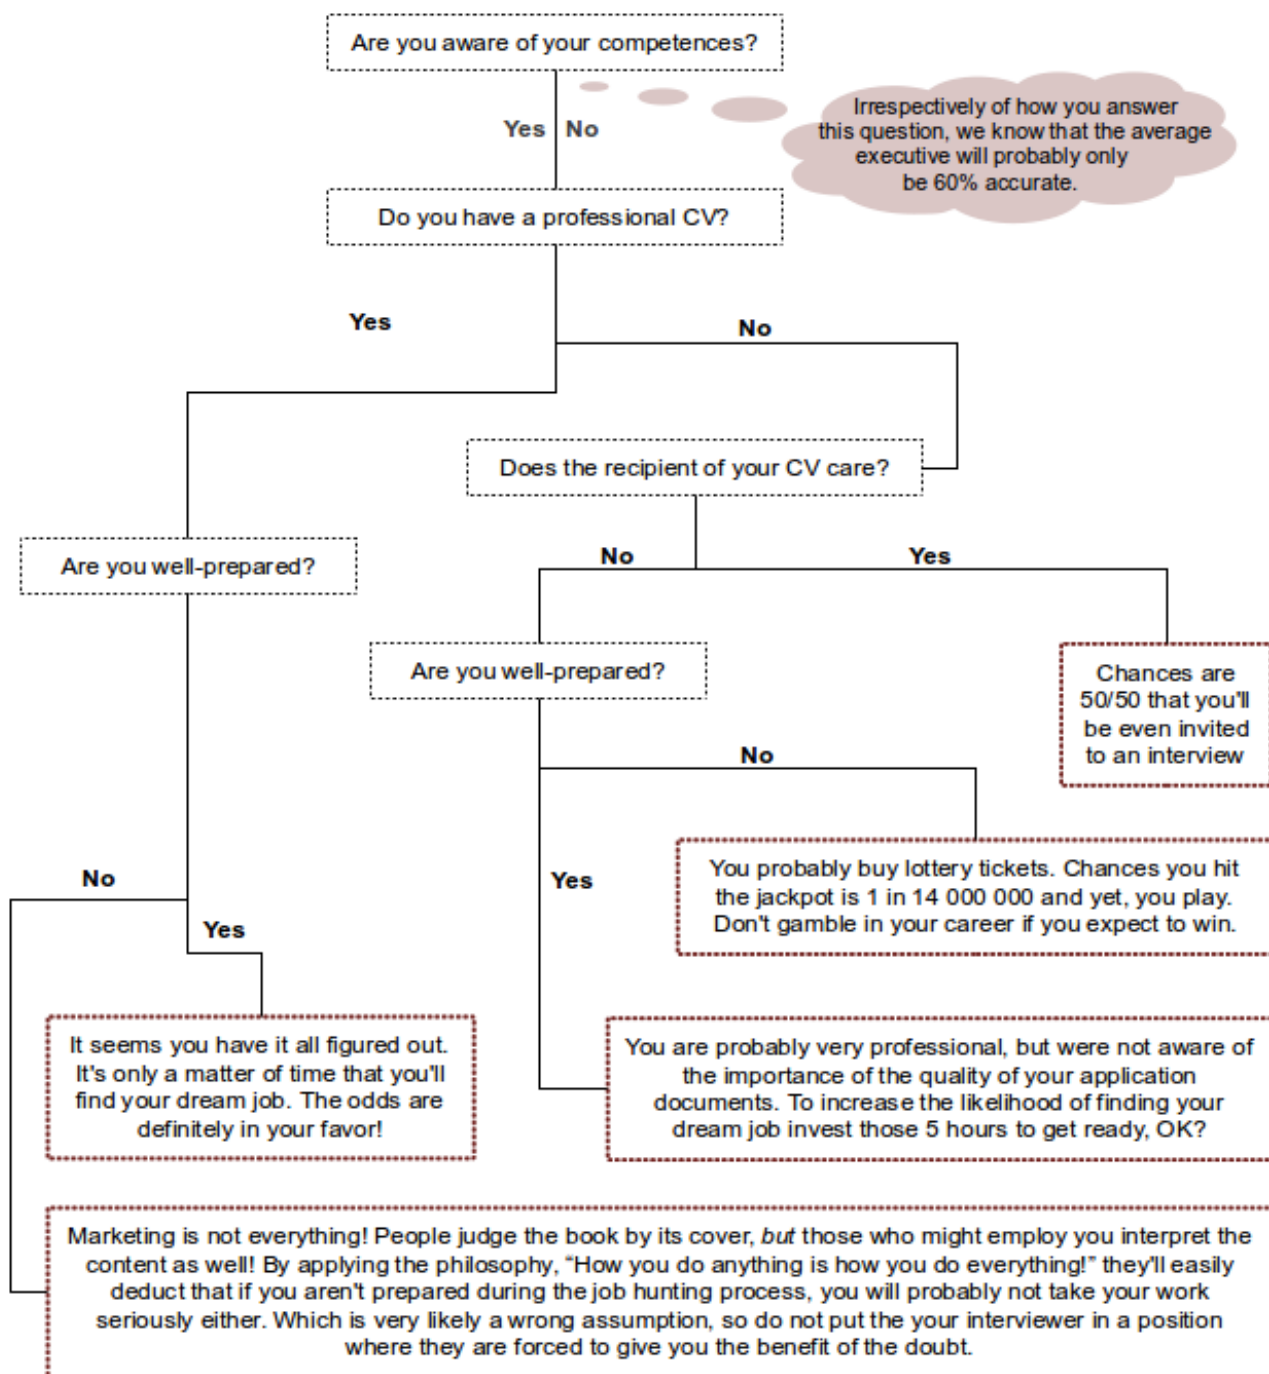 Are you aware of your competences?
Irrespectively of how you answer
this question, we know that the average
executive will probably only
be 60% accurate.
Yes No
Do you have a professional CV?
Yes
No
Does the recipient of your CV care?
Are you well-prepared?
No
Yes
Are you well-prepared?
Chances are
50/50 that you'll
be even invited
to an interview
No
You probably buy lottery tickets. Chances you hit
the jackpot is 1 in 14 000 000 and yet, you play.
Don't gamble in your career if you expect to win.
No
Yes
Yes
It seems you have it all figured out.
It's only a matter of time that you'll
find your dream job. The odds are
definitely in your favor!
You are probably very professional, but were not aware of
the importance of the quality of your application
documents. To increase the likelihood of finding your
dream job invest those 5 hours to get ready, OK?
Marketing is not everything! People judge the book by its cover, but those who might employ you interpret the
content as well! By applying the philosophy, “How you do anything is how you do everything!” they'll easily
deduct that if you aren't prepared during the job hunting process, you will probably not take your work
seriously either. Which is very likely a wrong assumption, so do not put the your interviewer in a position
where they are forced to give you the benefit of the doubt.